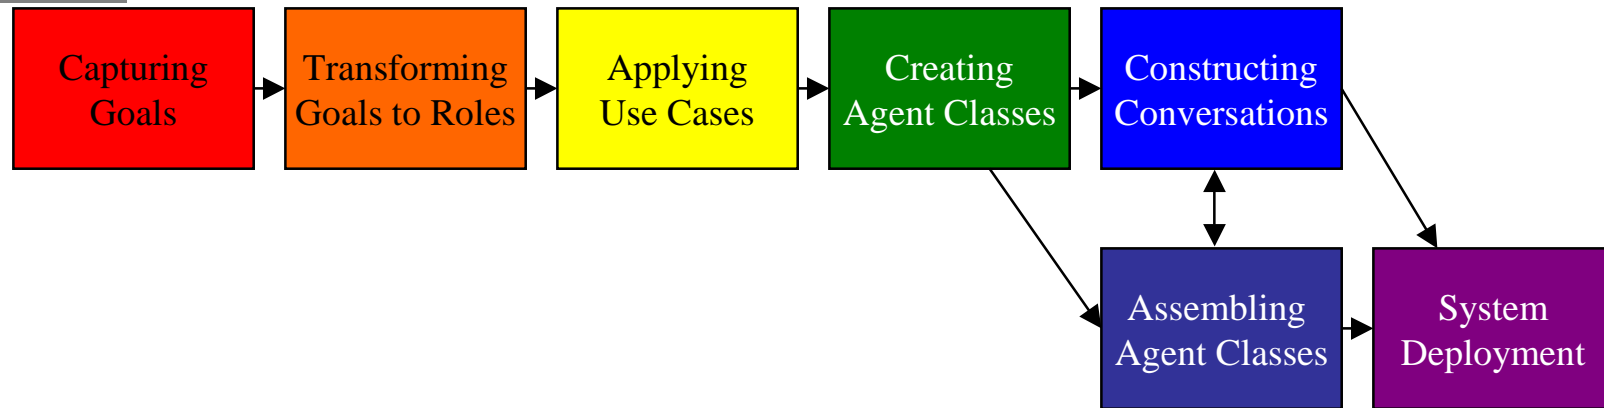 Capturing
Goals
Transforming
Goals to Roles
Applying
Use Cases
Creating
Agent Classes
Constructing
Conversations
Assembling
Agent Classes
System
Deployment